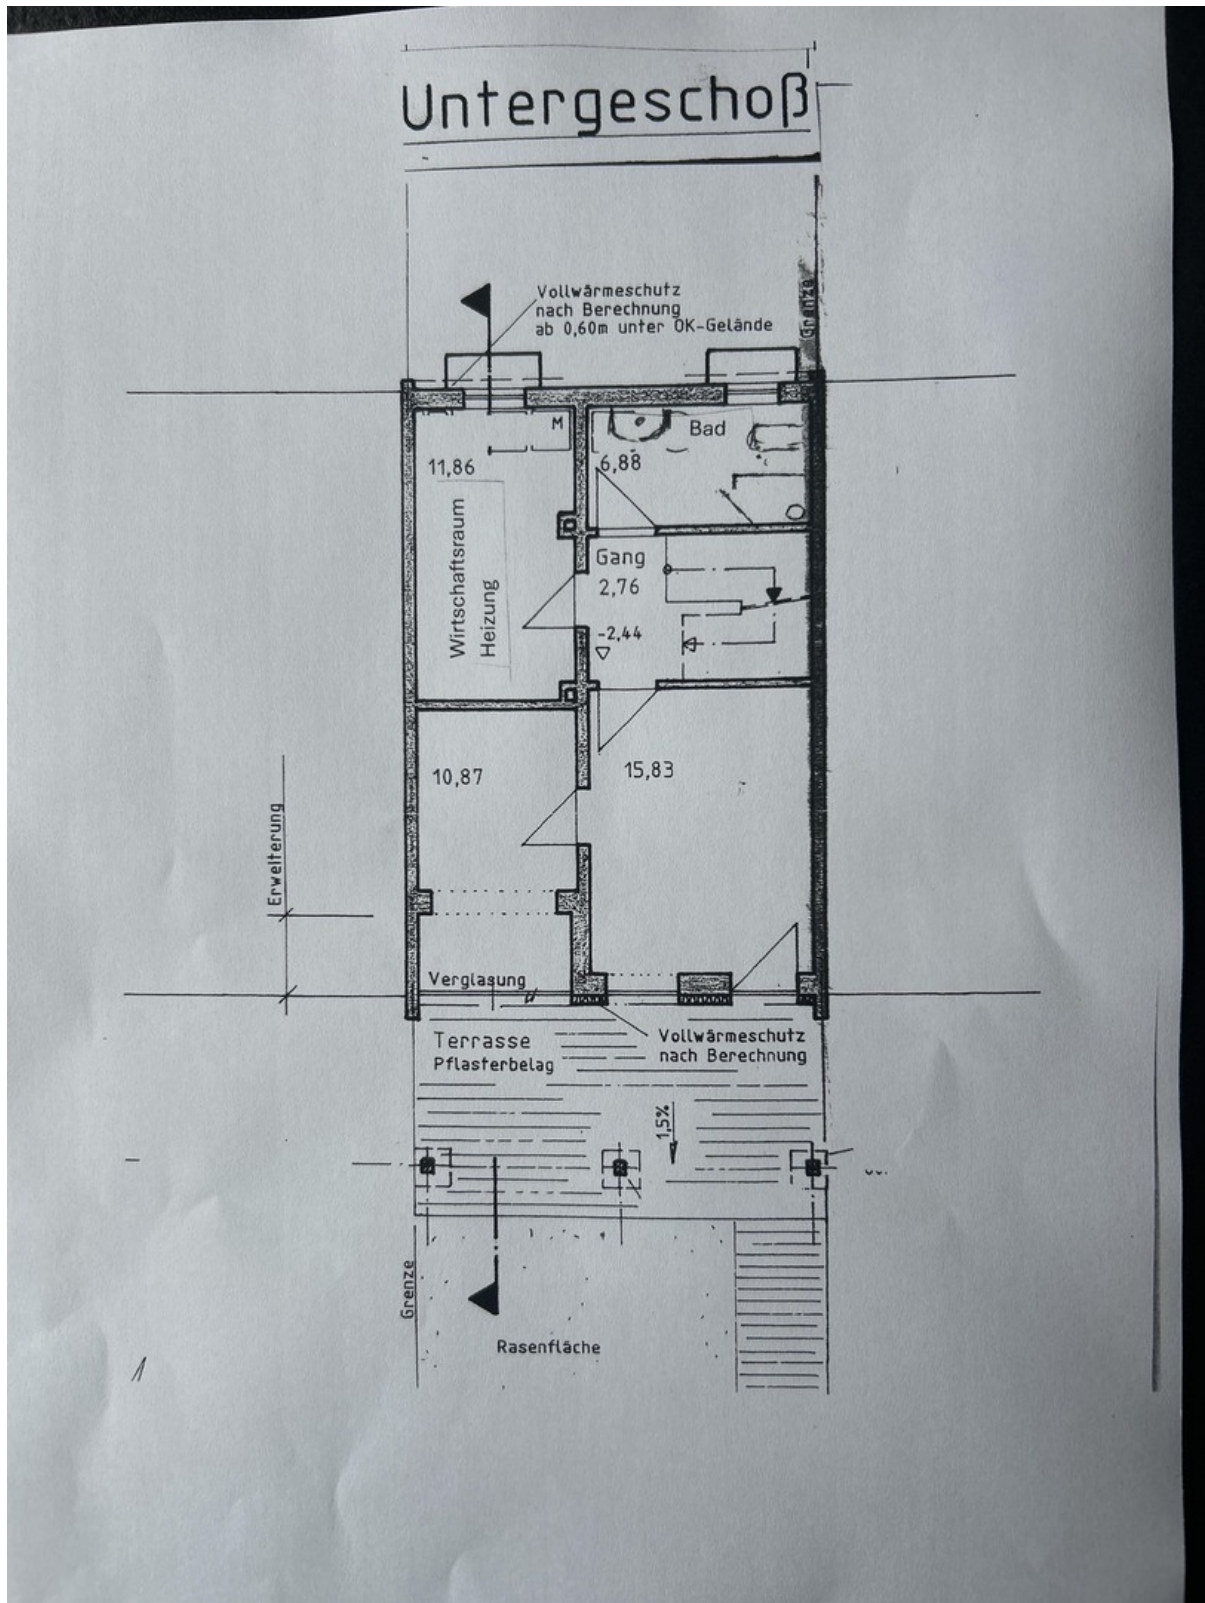 Untergeschoß
Vollwärmeschutz
nach Berechnung
ab 0,60m unter OK-Gelände
Grenze
M
Bad
11,86
6,88
Wirtschaftsraum
Heizung
Gang
2,76
-2,44
10,87
15,83
Erweiterung
Verglasung
Terrasse
Pflasterbelag
Vollwärmeschutz
nach Berechnung
1,5%
Grenze
Rasenfläche